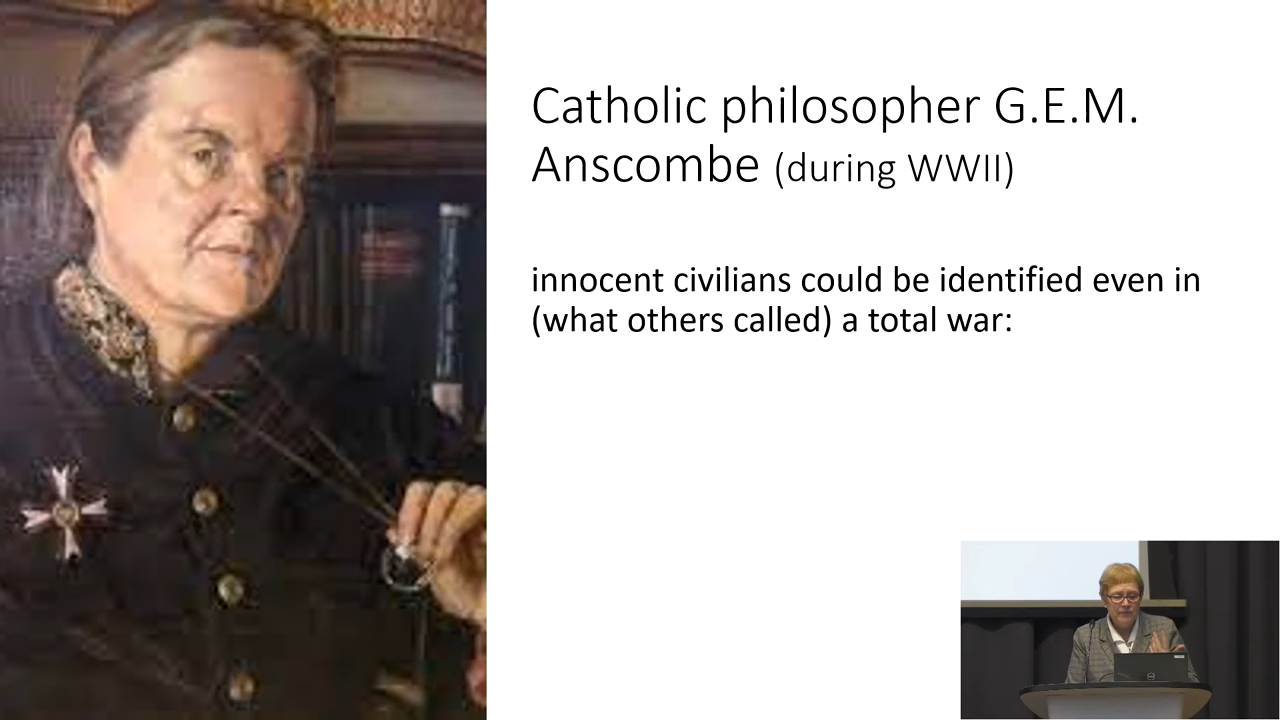 Catholic philosopher G.E.M.
Anscombe (during WWII)
innocent civilians could be identified even in
(what others called) a total war: